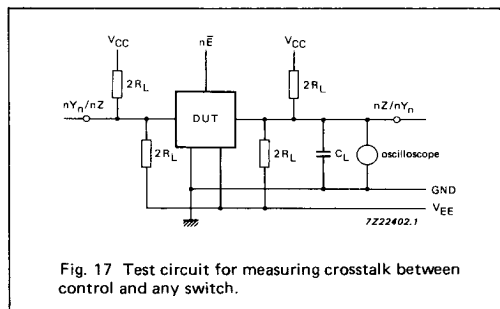 VCC nE̅ VCC
2RL 2RL
nYn/nZ DUT nZ/nYn
2RL 2RL CL oscilloscope
GND
VEE
7Z22402.1
Fig. 17 Test circuit for measuring crosstalk between
control and any switch.